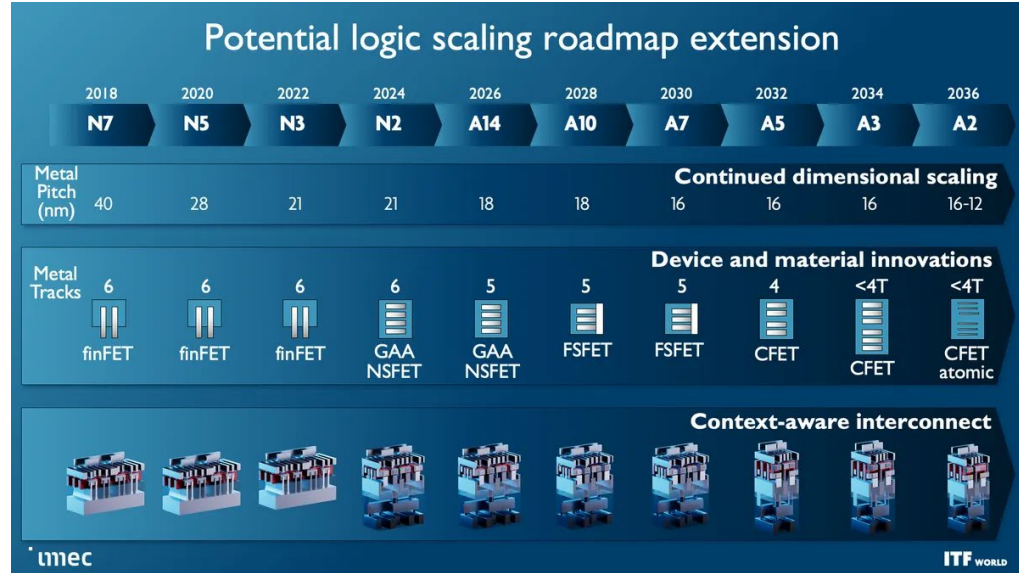 Potential logic scaling roadmap extension
2018 2020 2022 2024 2026 2028 2030 2032 2034 2036
N7 N5 N3 N2 A14 A10 A7 A5 A3 A2
Continued dimensional scaling
Metal
Pitch
(nm) 40 28 21 21 18 18 16 16 16 16-12
Device and material innovations
Metal
Tracks 6 6 6 6 5 5 5 4 <4T <4T
finFET finFET finFET GAA NSFET GAA NSFET FSFET FSFET CFET CFET CFET atomic
Context-aware interconnect
imec
ITF WORLD